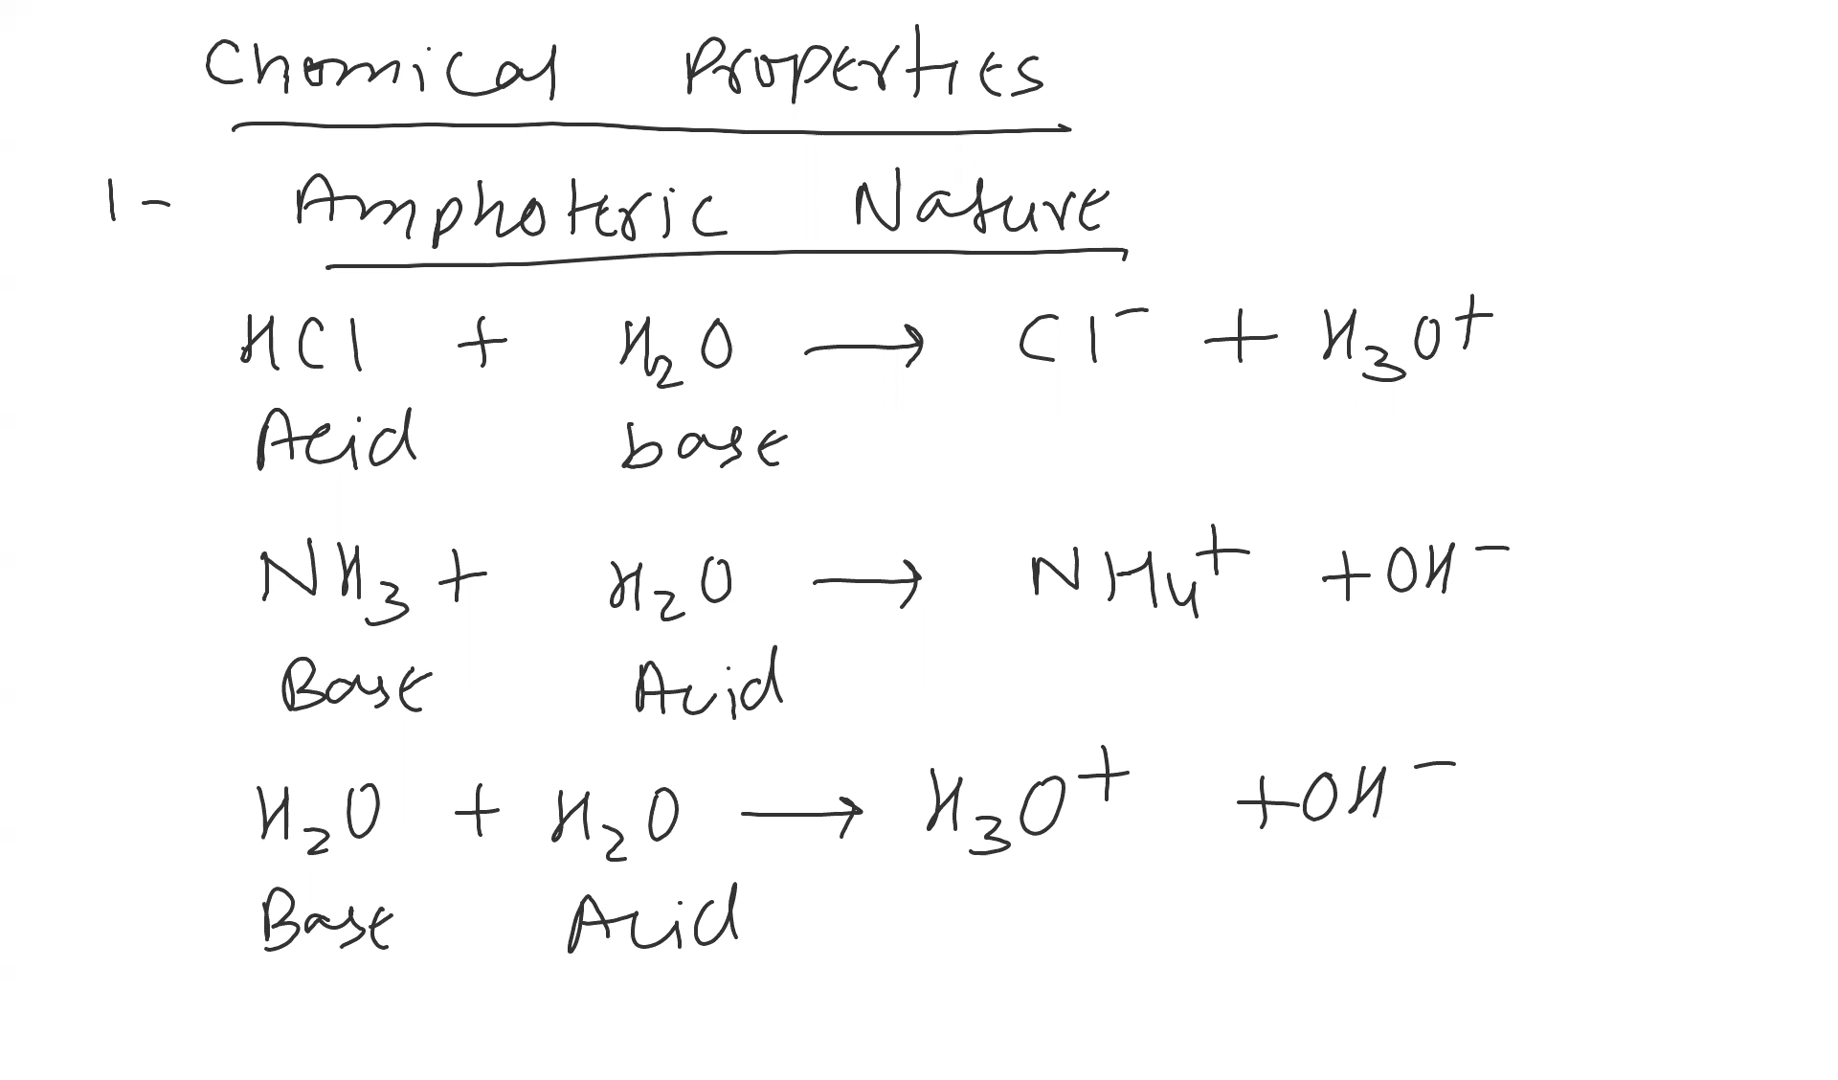 Chemical Properties
1- Amphoteric Nature
HCl + H₂O ⟶ Cl⁻ + H₃O⁺
Acid base
NH₃ + H₂O ⟶ NH₄⁺ + OH⁻
Base Acid
H₂O + H₂O ⟶ H₃O⁺ + OH⁻
Base Acid